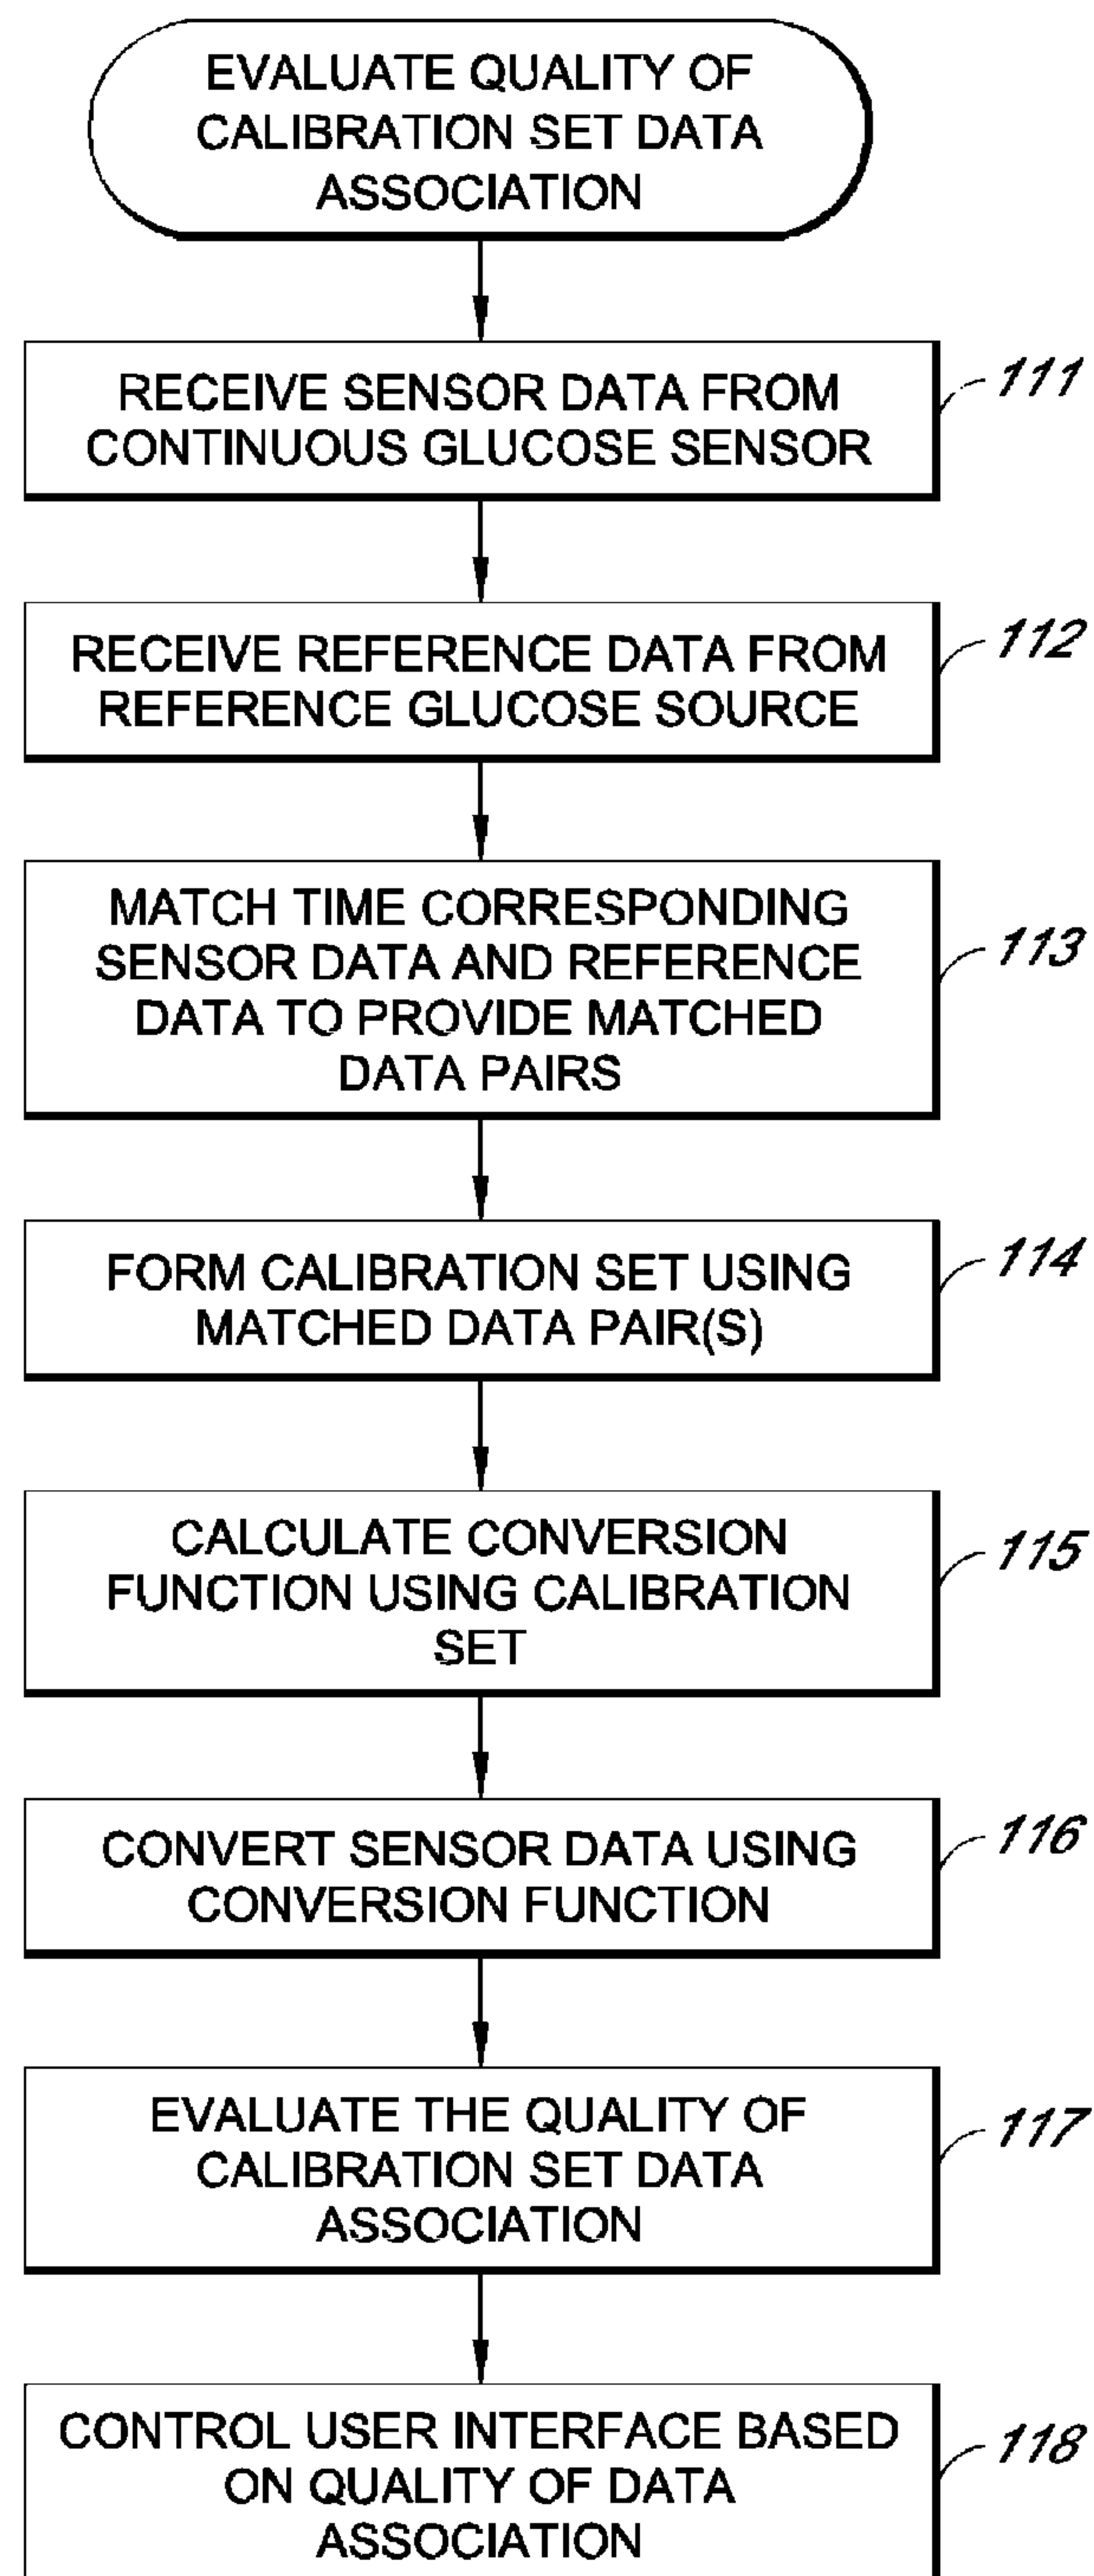 EVALUATE QUALITY OF
CALIBRATION SET DATA
ASSOCIATION
RECEIVE SENSOR DATA FROM
CONTINUOUS GLUCOSE SENSOR
111
RECEIVE REFERENCE DATA FROM
REFERENCE GLUCOSE SOURCE
112
MATCH TIME CORRESPONDING
SENSOR DATA AND REFERENCE
DATA TO PROVIDE MATCHED
DATA PAIRS
113
FORM CALIBRATION SET USING
MATCHED DATA PAIR(S)
114
CALCULATE CONVERSION
FUNCTION USING CALIBRATION
SET
115
CONVERT SENSOR DATA USING
CONVERSION FUNCTION
116
EVALUATE THE QUALITY OF
CALIBRATION SET DATA
ASSOCIATION
117
CONTROL USER INTERFACE BASED
ON QUALITY OF DATA
ASSOCIATION
118